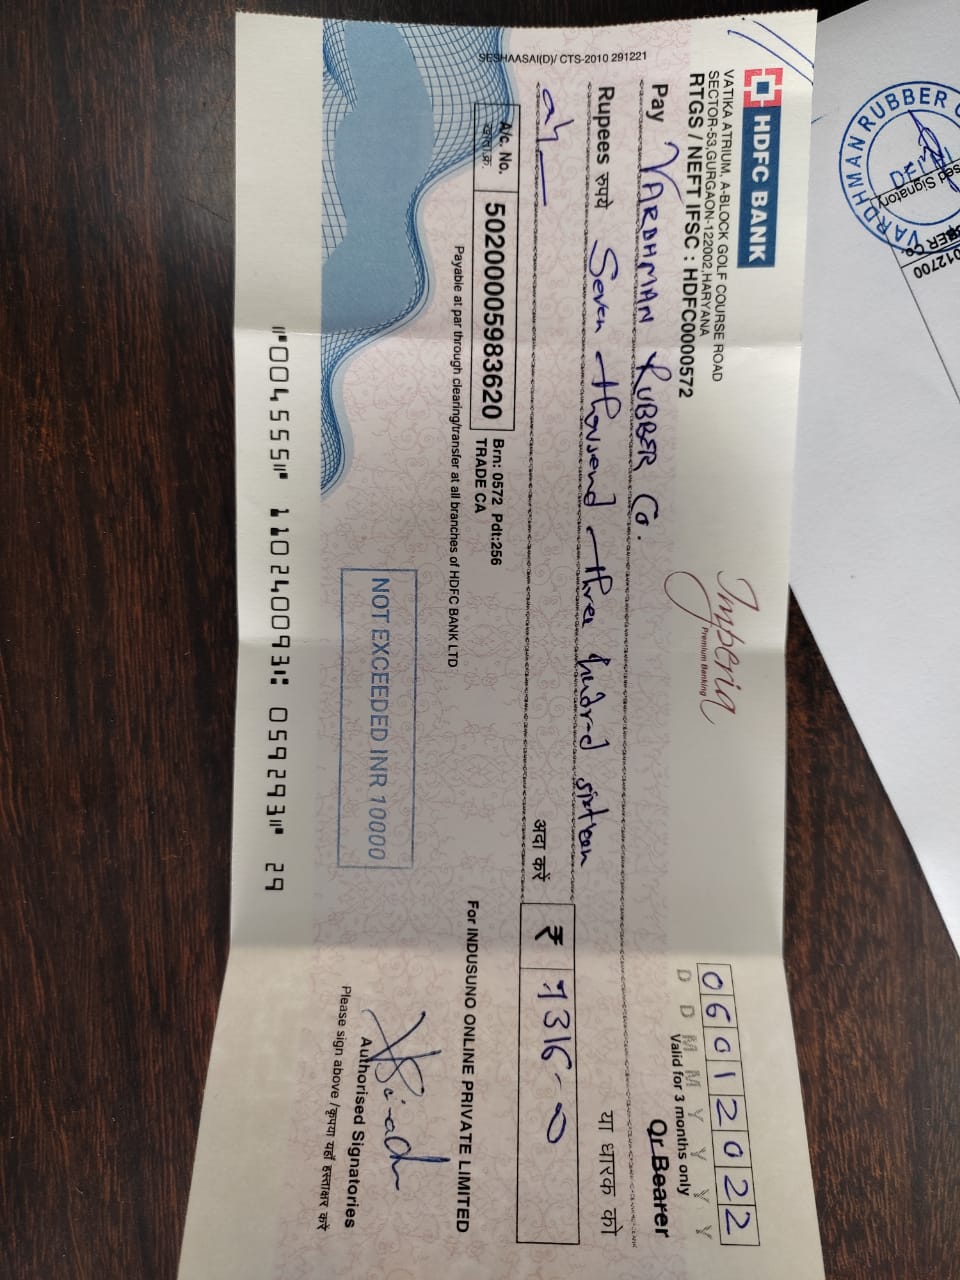 HDFC BANK
VATIKA ATRIUM, A-BLOCK GOLF COURSE ROAD
SECTOR-53,GURGAON-122002,HARYANA
RTGS / NEFT IFSC : HDFC0000572
Imperia
Premium Banking
06012022
D D M M Y Y Y Y
Valid for 3 months only
Pay VARDHMAN RUBBER Co.
Or Bearer
या धारक को
Rupees रुपये Seven thousend three hundred sixteen
अदा करें
₹ 7316-0
A/c. No. 50200005983620
Brn: 0572 Pdt:256
TRADE CA
For INDUSUNO ONLINE PRIVATE LIMITED
Payable at par through clearing/transfer at all branches of HDFC BANK LTD
NOT EXCEEDED INR 10000
Authorised Signatories
Please sign above /कृपया यहाँ हस्ताक्षर करें
SESHAASAI(D)/ CTS-2010 291221
⑈004555⑈ 110240093⑆ 059293⑈ 29
VARDHMAN RUBBER
DELHI
Signatory
012700